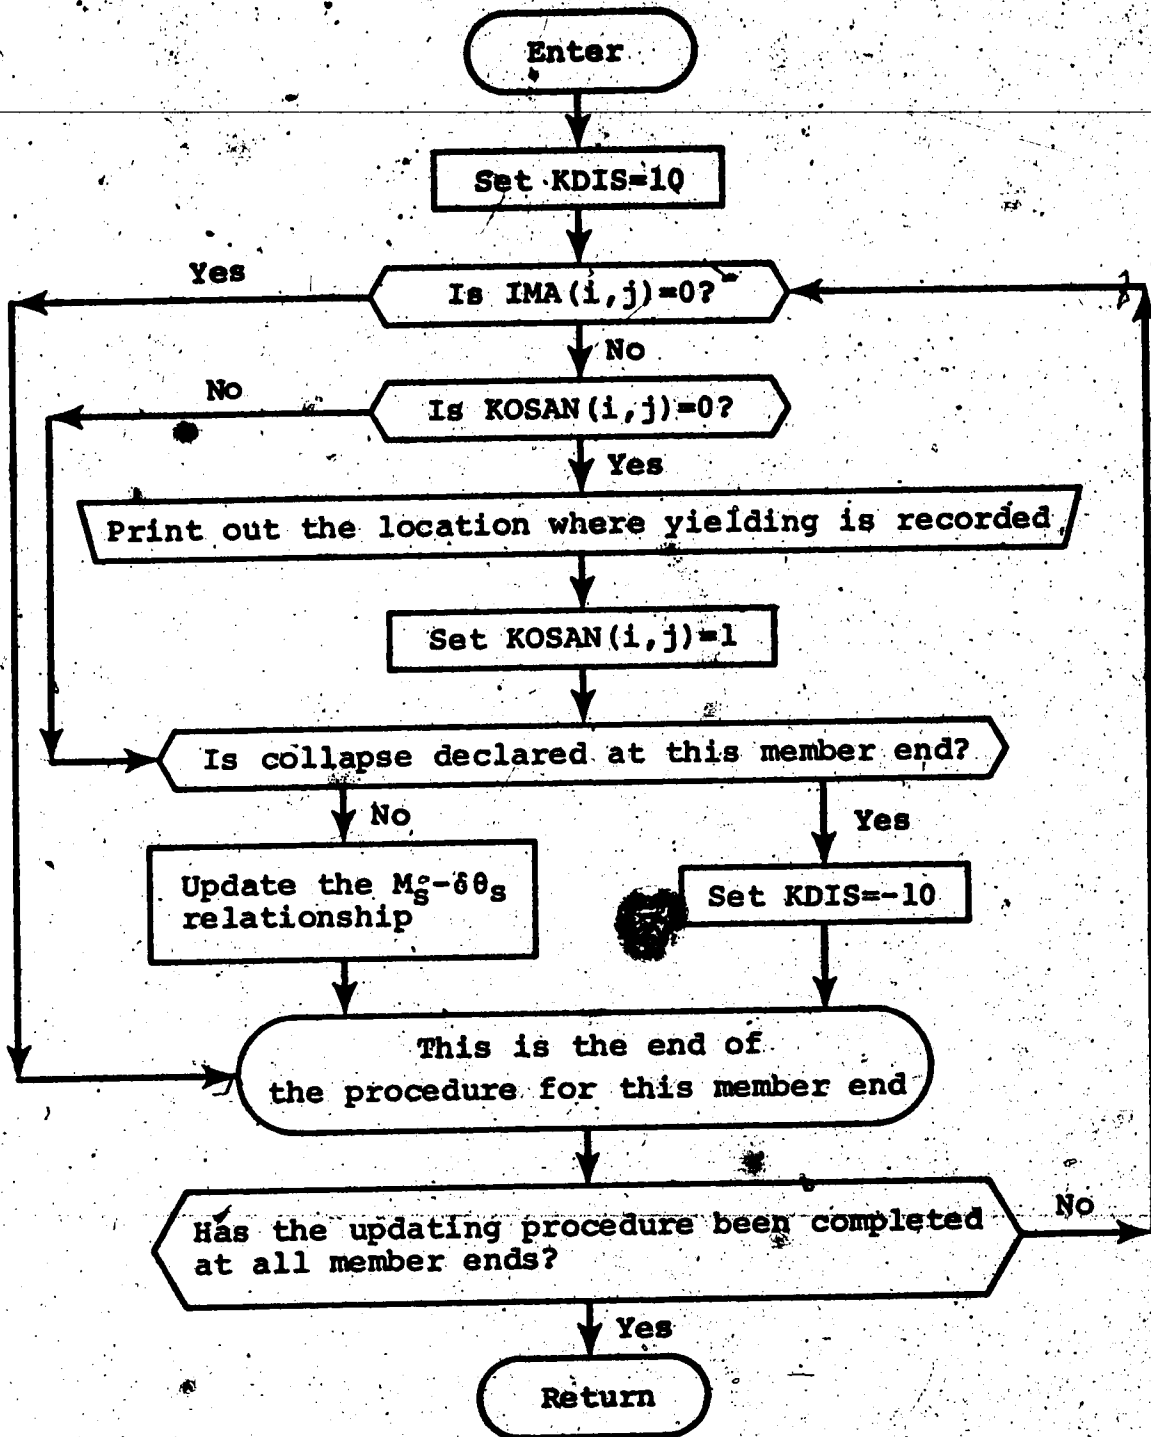 Enter
Set KDIS=10
Yes
Is IMA(i,j)=0?
No
No
Is KOSAN(i,j)=0?
Yes
Print out the location where yielding is recorded
Set KOSAN(i,j)=1
Is collapse declared at this member end?
No
Yes
Update the M°s-δθs
relationship
Set KDIS=-10
This is the end of
the procedure for this member end
Has the updating procedure been completed
at all member ends?
No
Yes
Return